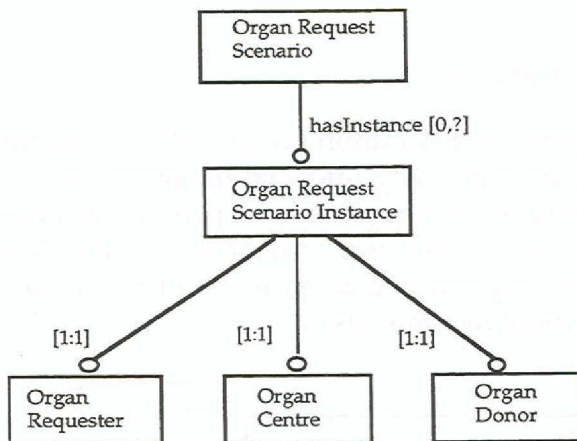 Organ Request
Scenario
hasInstance [0,?]
Organ Request
Scenario Instance
[1:1]
[1:1]
[1:1]
Organ
Requester
Organ
Centre
Organ
Donor